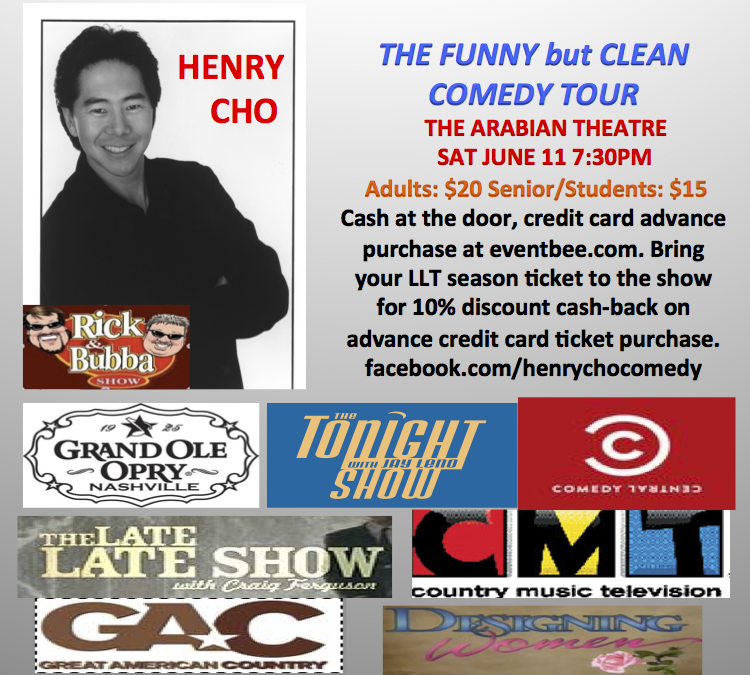 HENRY
CHO
THE FUNNY but CLEAN
COMEDY TOUR
THE ARABIAN THEATRE
SAT JUNE 11 7:30PM
Adults: $20 Senior/Students: $15
Cash at the door, credit card advance
purchase at eventbee.com. Bring
your LLT season ticket to the show
for 10% discount cash-back on
advance credit card ticket purchase.
facebook.com/henrychocomedy
Rick
&
Bubba
SHOW
1925
GRAND OLE
OPRY®
NASHVILLE
THE
TONIGHT
WITH JAY LENO
SHOW
C
COMEDY CENTRAL
THE LATE
LATE SHOW
with Craig Ferguson
CMT
country music television
GAC
GREAT AMERICAN COUNTRY
DESIGNING
Women